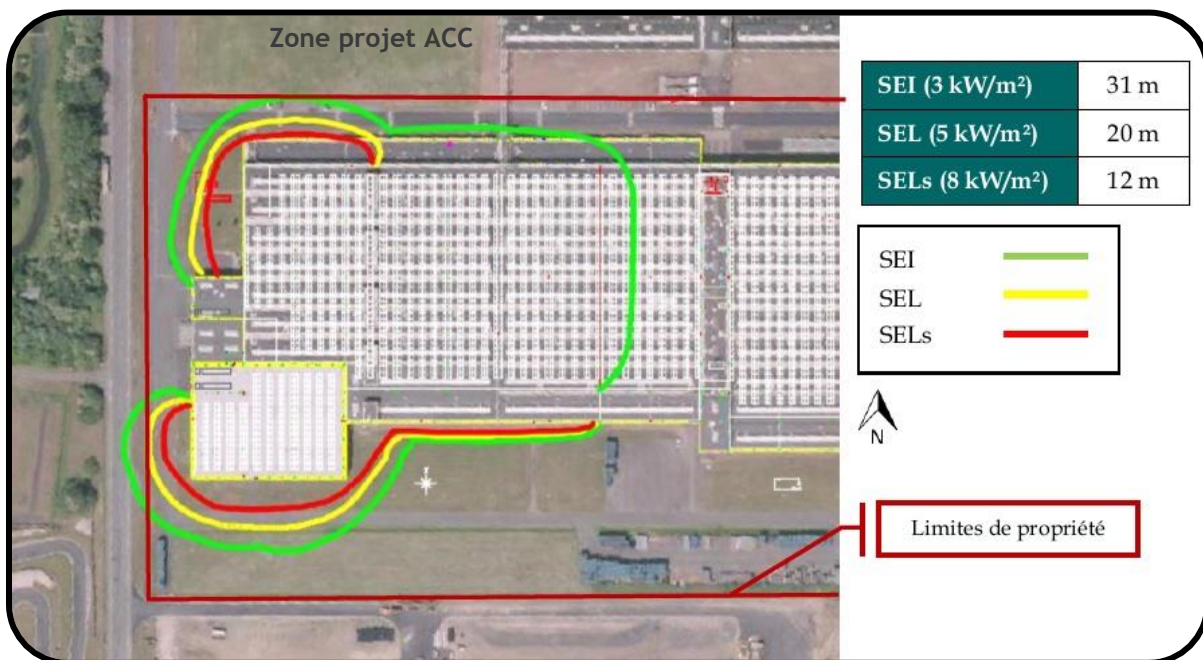 Zone projet ACC
SEI (3 kW/m²) 31 m
SEL (5 kW/m²) 20 m
SELs (8 kW/m²) 12 m
SEI
SEL
SELs
N
Limites de propriété